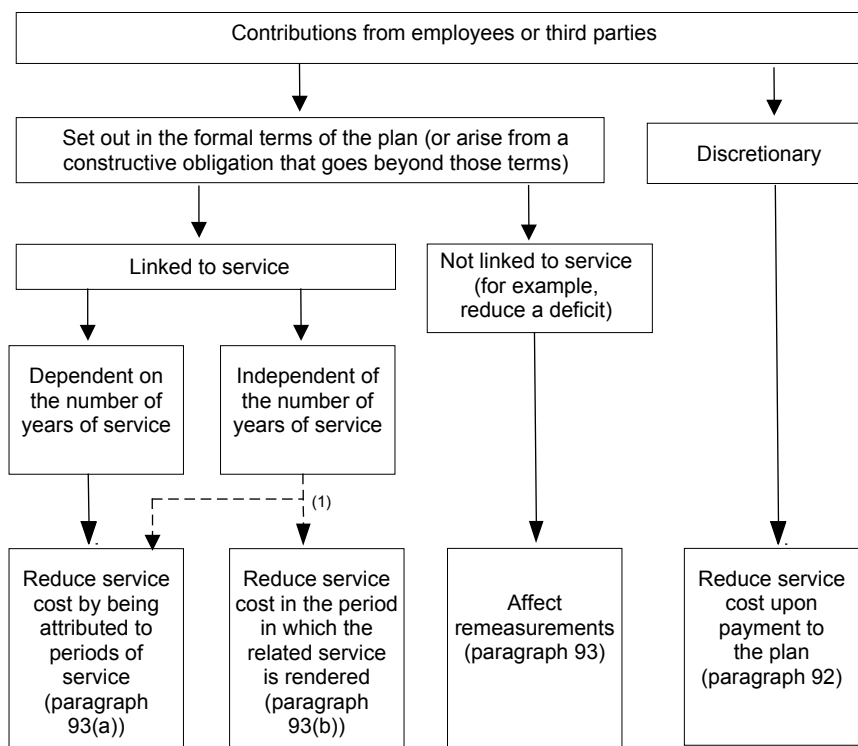 Contributions from employees or third parties
Set out in the formal terms of the plan (or arise from a
constructive obligation that goes beyond those terms)
Discretionary
Linked to service
Not linked to service
(for example,
reduce a deficit)
Dependent on
the number of
years of service
Independent of
the number of
years of service
(1)
Reduce service
cost by being
attributed to
periods of
service
(paragraph
93(a))
Reduce service
cost in the period
in which the
related service
is rendered
(paragraph
93(b))
Affect
remeasurements
(paragraph 93)
Reduce service
cost upon
payment to
the plan
(paragraph 92)